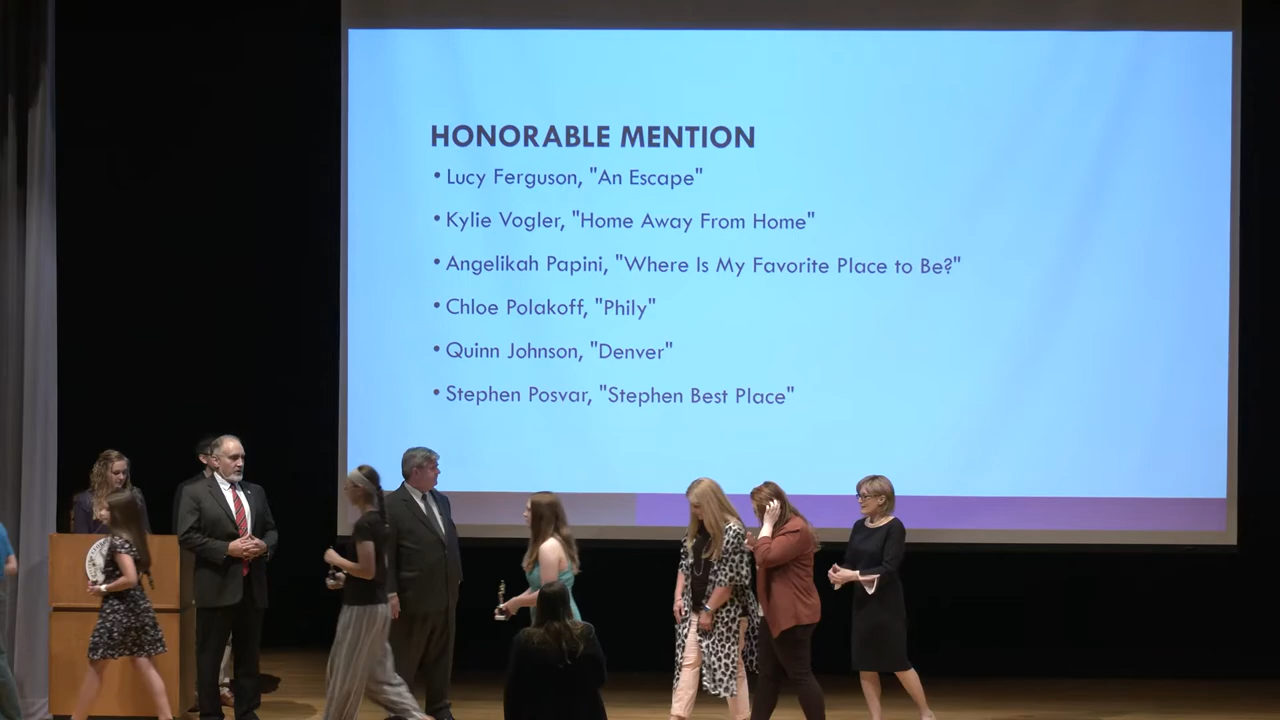 HONORABLE MENTION
• Lucy Ferguson, "An Escape"
• Kylie Vogler, "Home Away From Home"
• Angelikah Papini, "Where Is My Favorite Place to Be?"
• Chloe Polakoff, "Phily"
• Quinn Johnson, "Denver"
• Stephen Posvar, "Stephen Best Place"